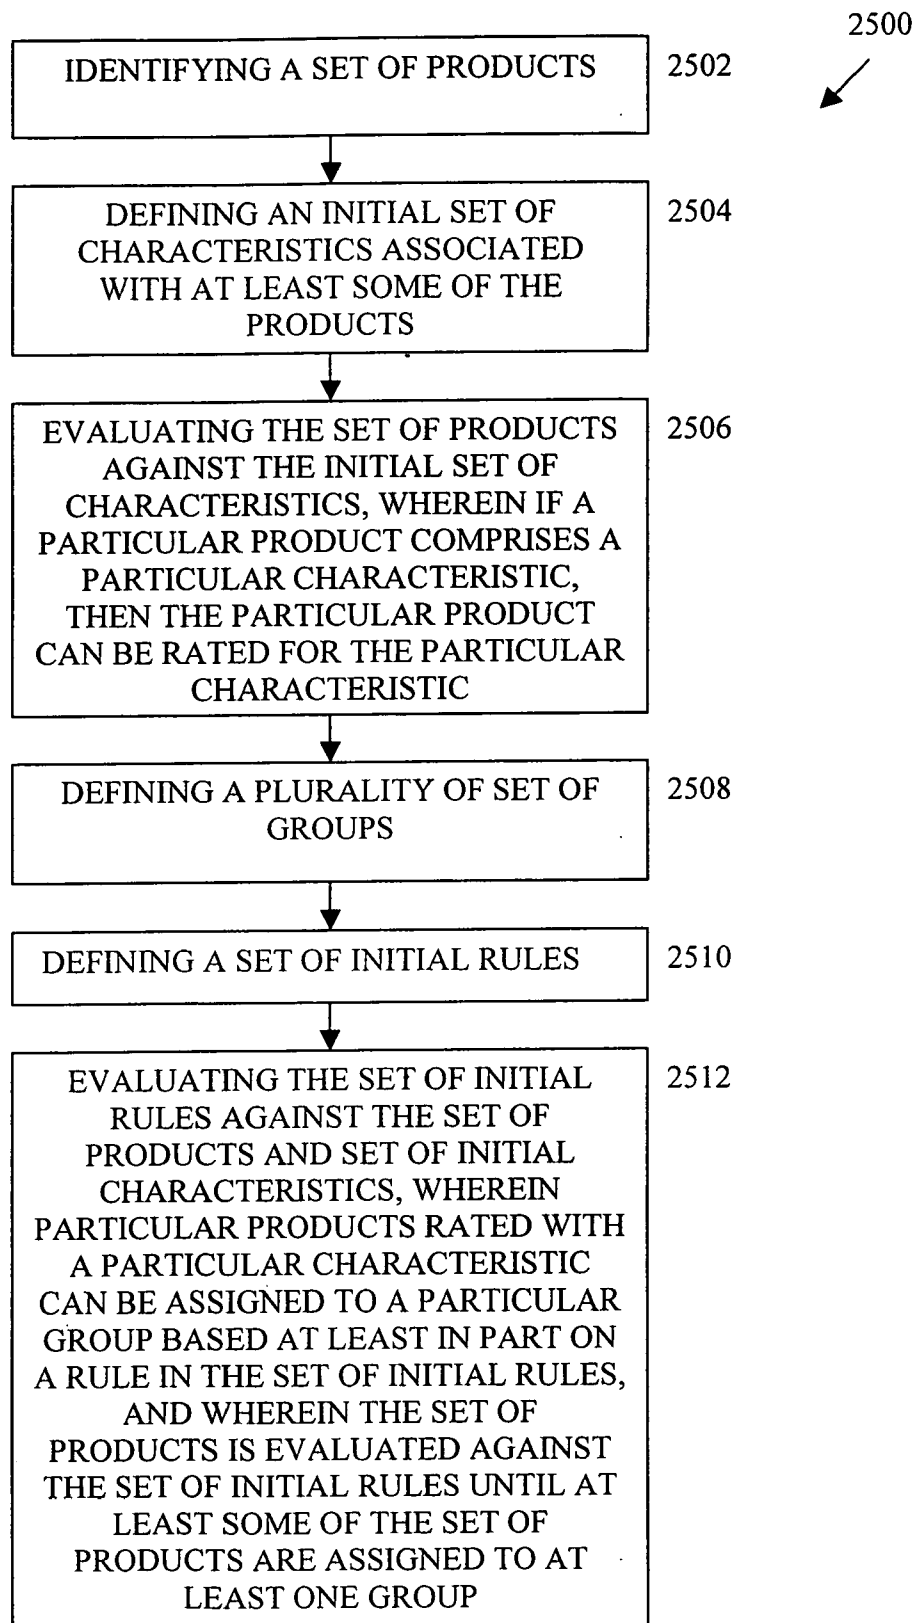 2500
IDENTIFYING A SET OF PRODUCTS
2502
DEFINING AN INITIAL SET OF
CHARACTERISTICS ASSOCIATED
WITH AT LEAST SOME OF THE
PRODUCTS
2504
EVALUATING THE SET OF PRODUCTS
AGAINST THE INITIAL SET OF
CHARACTERISTICS, WHEREIN IF A
PARTICULAR PRODUCT COMPRISES A
PARTICULAR CHARACTERISTIC,
THEN THE PARTICULAR PRODUCT
CAN BE RATED FOR THE PARTICULAR
CHARACTERISTIC
2506
DEFINING A PLURALITY OF SET OF
GROUPS
2508
DEFINING A SET OF INITIAL RULES
2510
EVALUATING THE SET OF INITIAL
RULES AGAINST THE SET OF
PRODUCTS AND SET OF INITIAL
CHARACTERISTICS, WHEREIN
PARTICULAR PRODUCTS RATED WITH
A PARTICULAR CHARACTERISTIC
CAN BE ASSIGNED TO A PARTICULAR
GROUP BASED AT LEAST IN PART ON
A RULE IN THE SET OF INITIAL RULES,
AND WHEREIN THE SET OF
PRODUCTS IS EVALUATED AGAINST
THE SET OF INITIAL RULES UNTIL AT
LEAST SOME OF THE SET OF
PRODUCTS ARE ASSIGNED TO AT
LEAST ONE GROUP
2512